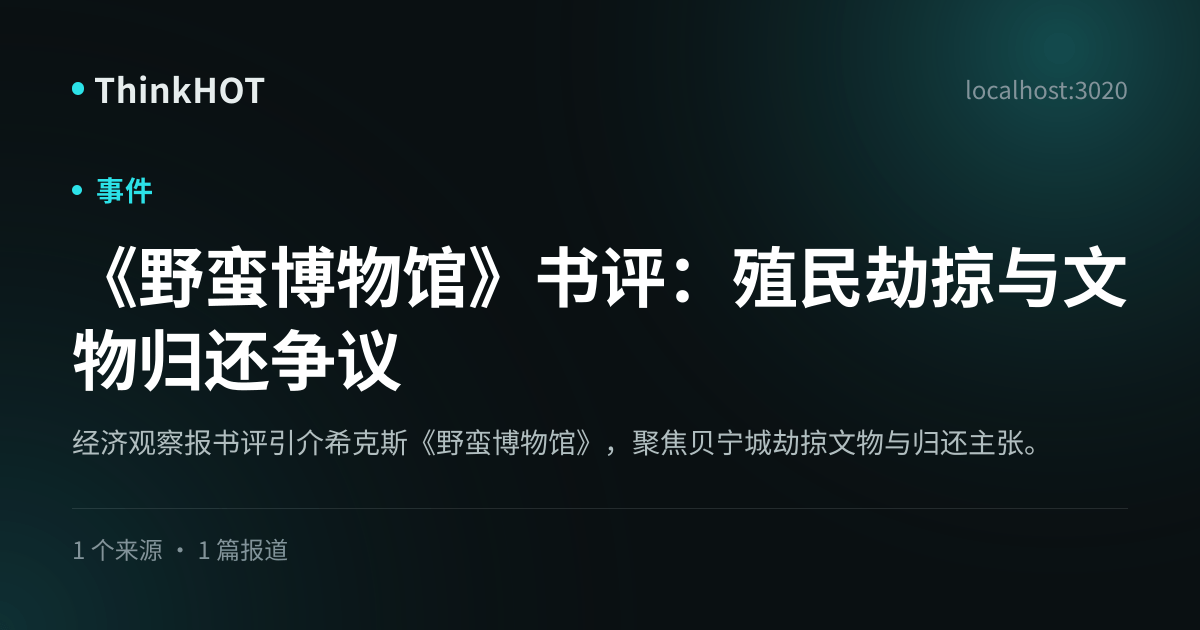 ThinkHOT
localhost:3020
事件
《野蛮博物馆》书评：殖民劫掠与文
物归还争议
经济观察报书评引介希克斯《野蛮博物馆》，聚焦贝宁城劫掠文物与归还主张。
1 个来源 · 1 篇报道